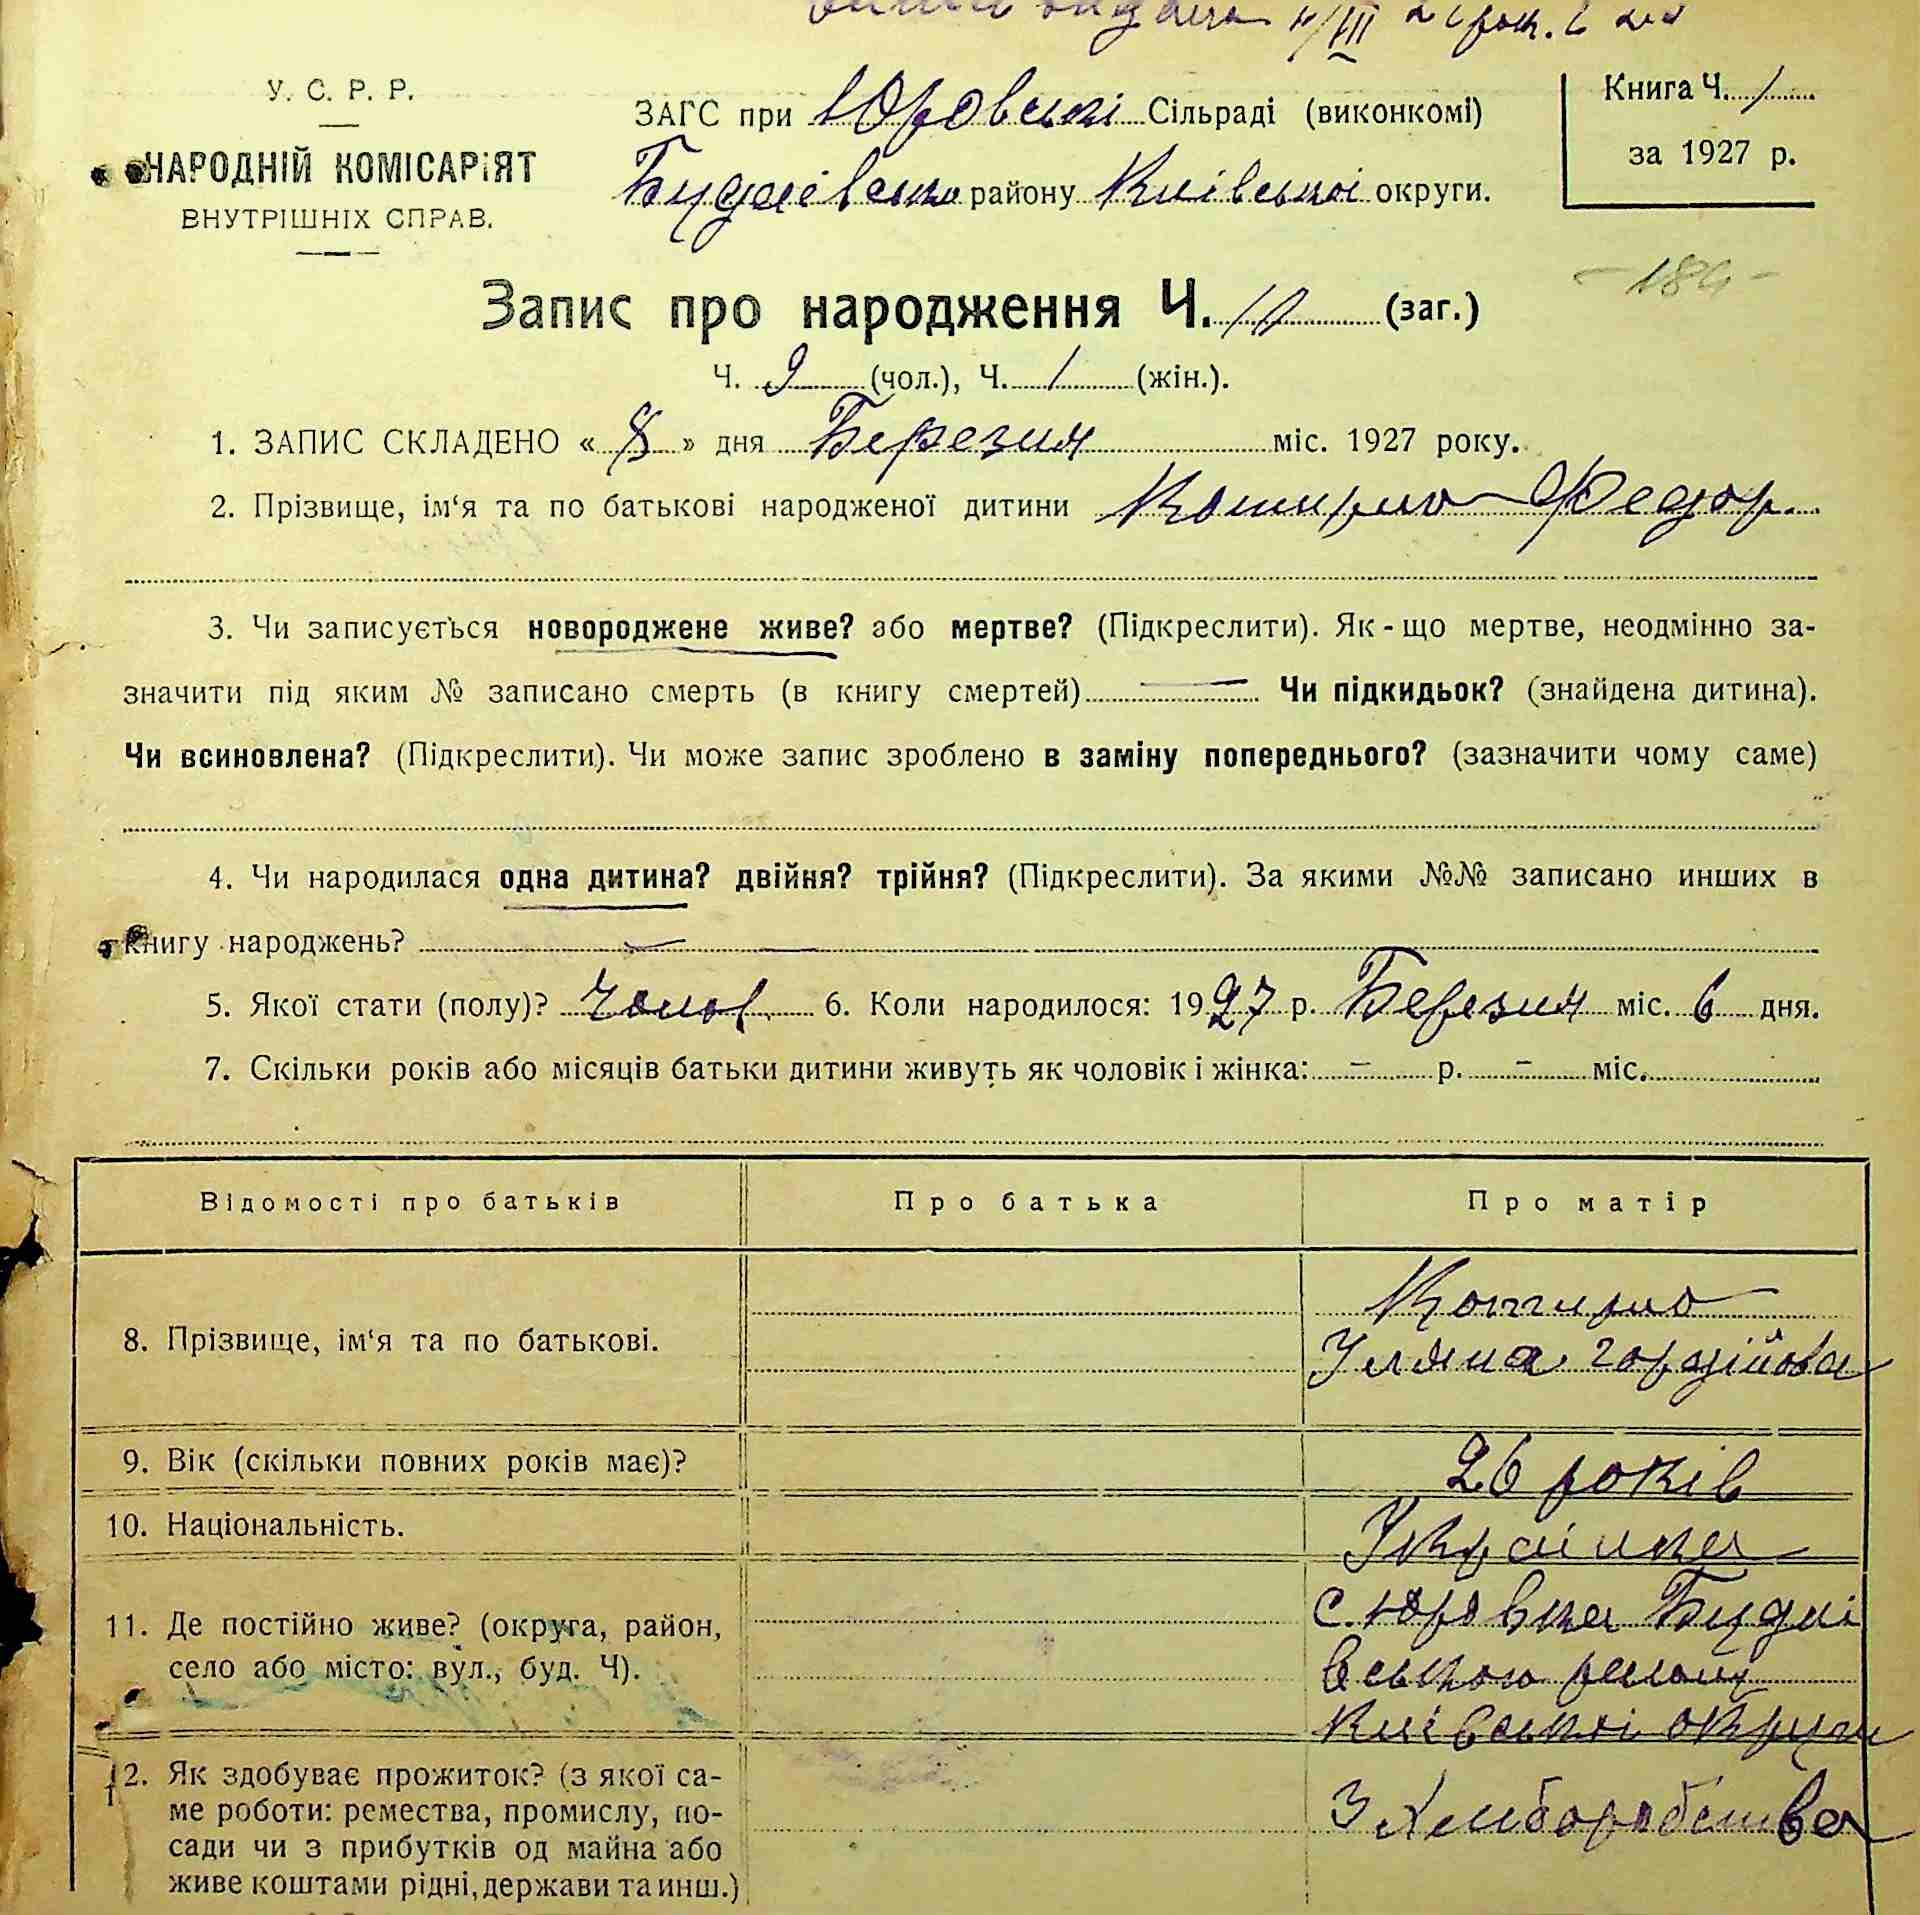 У. С. Р. Р.
НАРОДНІЙ КОМІСАРІЯТ
ВНУТРІШНІХ СПРАВ.
ЗАГС при Юровські Сільраді (виконкомі)
району Київської округи.
Книга Ч. 1
за 1927 р.
184
Запис про народження Ч. 10 (заг.)
Ч. 9 (чол.), Ч. 1 (жін.).
1. ЗАПИС СКЛАДЕНО « 8 » дня Березня міс. 1927 року.
2. Прізвище, ім‘я та по батькові народженої дитини Федор.
3. Чи записується новороджене живе? або мертве? (Підкреслити). Як-що мертве, неодмінно за-
значити під яким № записано смерть (в книгу смертей) — Чи підкидьок? (знайдена дитина).
Чи всиновлена? (Підкреслити). Чи може запис зроблено в заміну попереднього? (зазначити чому саме)
4. Чи народилася одна дитина? двійня? трійня? (Підкреслити). За якими №№ записано инших в
книгу народжень? —
5. Якої стати (полу)? Чолов. 6. Коли народилося: 1927 р. Березня міс. 6 дня.
7. Скільки років або місяців батьки дитини живуть як чоловік і жінка: – р. – міс.
Відомості про батьків Про батька Про матір
8. Прізвище, ім‘я та по батькові.
Уляна Гордійова
9. Вік (скільки повних років має)? 26 років
10. Національність. Українка
11. Де постійно живе? (округа, район,
село або місто: вул., буд. Ч).
с. Юровка
району
Київські округи
12. Як здобуває прожиток? (з якої са-
ме роботи: ремества, промислу, по-
сади чи з прибутків од майна або
живе коштами рідні, держави та инш.)
З хліборобства